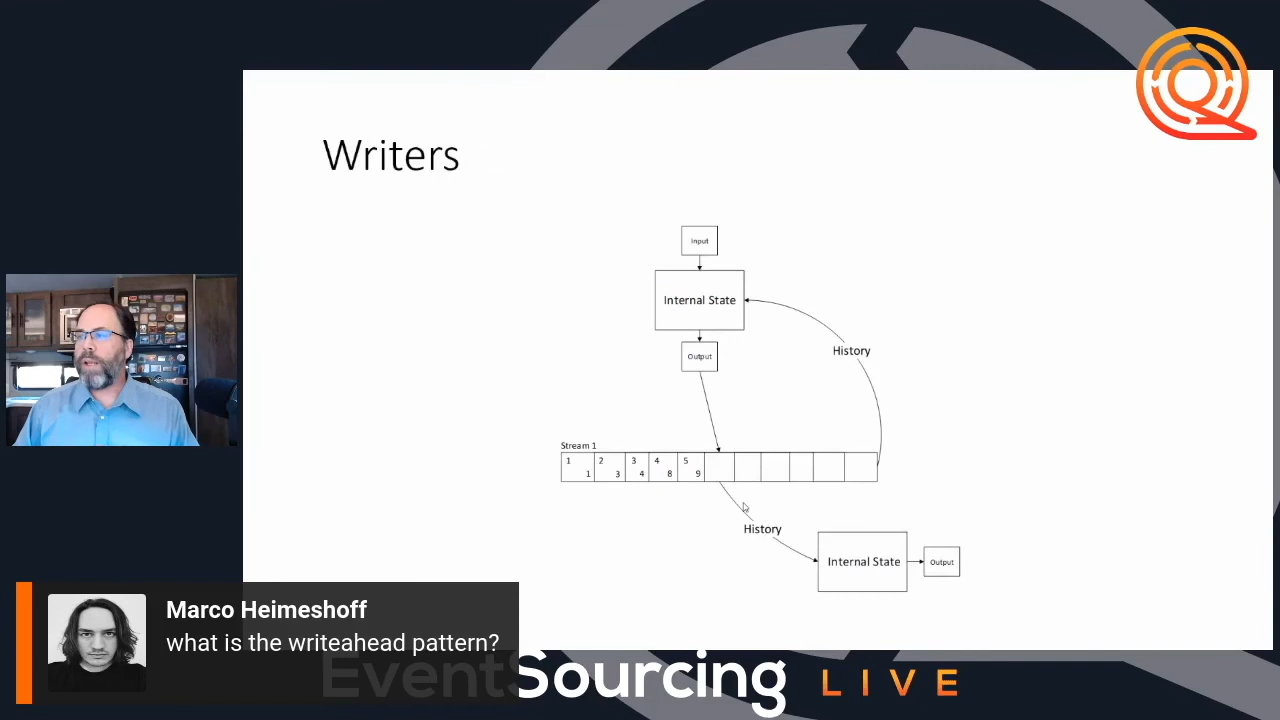 Writers
Input
Internal State
Output
History
Stream 1
1 2 3 4 5
1 3 4 8 9
History
Internal State
Output
Marco Heimeshoff
what is the writeahead pattern?
EventSourcing LIVE